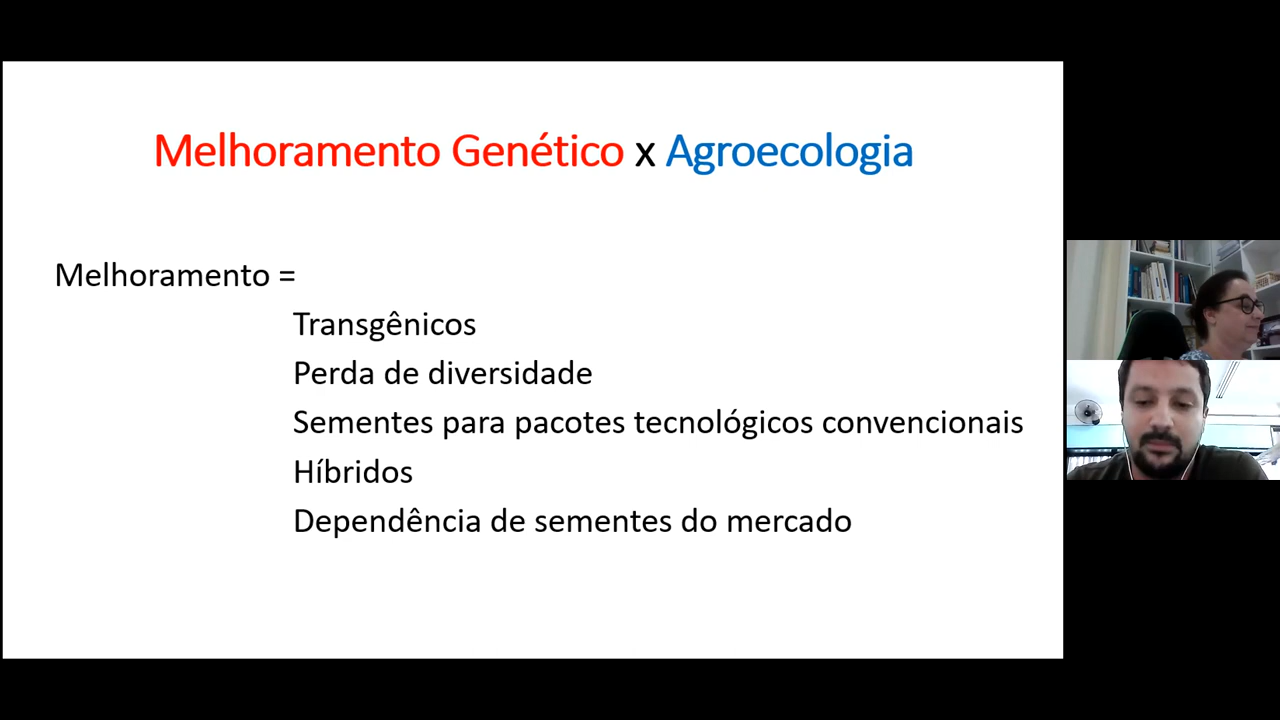 Melhoramento Genético x Agroecologia
Melhoramento =
Transgênicos
Perda de diversidade
Sementes para pacotes tecnológicos convencionais
Híbridos
Dependência de sementes do mercado